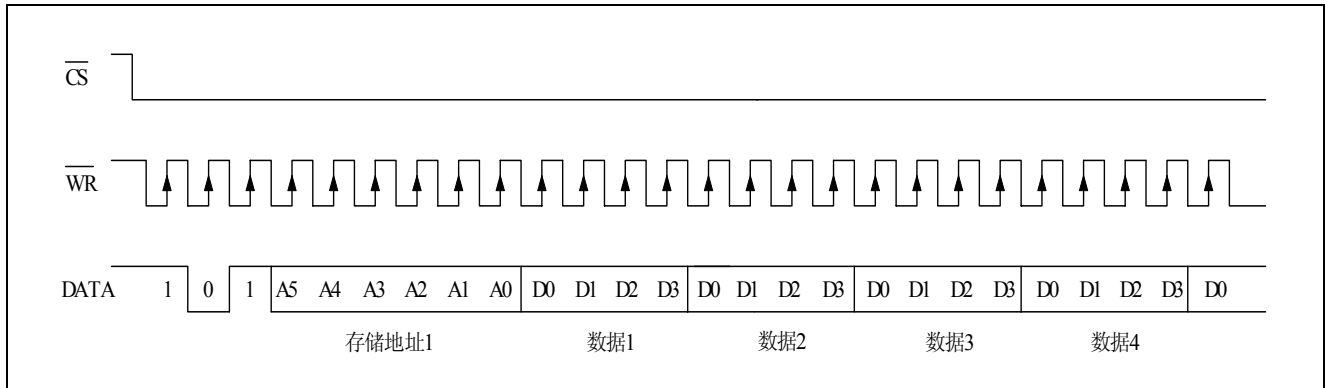 CS
WR
DATA 1 0 1 A5 A4 A3 A2 A1 A0 D0 D1 D2 D3 D0 D1 D2 D3 D0 D1 D2 D3 D0 D1 D2 D3 D0
存储地址1 数据1 数据2 数据3 数据4